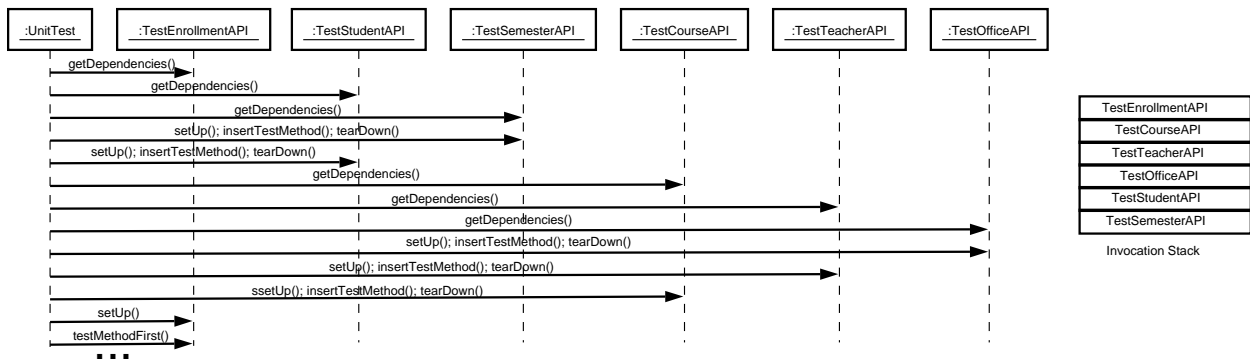 :UnitTest
:TestEnrollmentAPI
:TestStudentAPI
:TestSemesterAPI
:TestCourseAPI
:TestTeacherAPI
:TestOfficeAPI
getDependencies()
getDependencies()
getDependencies()
setUp(); insertTestMethod(); tearDown()
setUp(); insertTestMethod(); tearDown()
getDependencies()
getDependencies()
getDependencies()
setUp(); insertTestMethod(); tearDown()
setUp(); insertTestMethod(); tearDown()
ssetUp(); insertTestMethod(); tearDown()
setUp()
testMethodFirst()
...
TestEnrollmentAPI
TestCourseAPI
TestTeacherAPI
TestOfficeAPI
TestStudentAPI
TestSemesterAPI
Invocation Stack